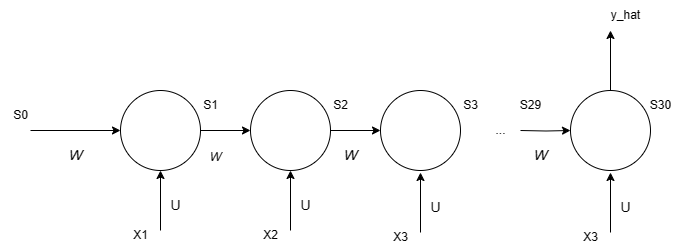 y_hat
S0
S1
S2
S3
S29
S30
...
W
W
W
W
U
U
U
U
X1
X2
X3
X3